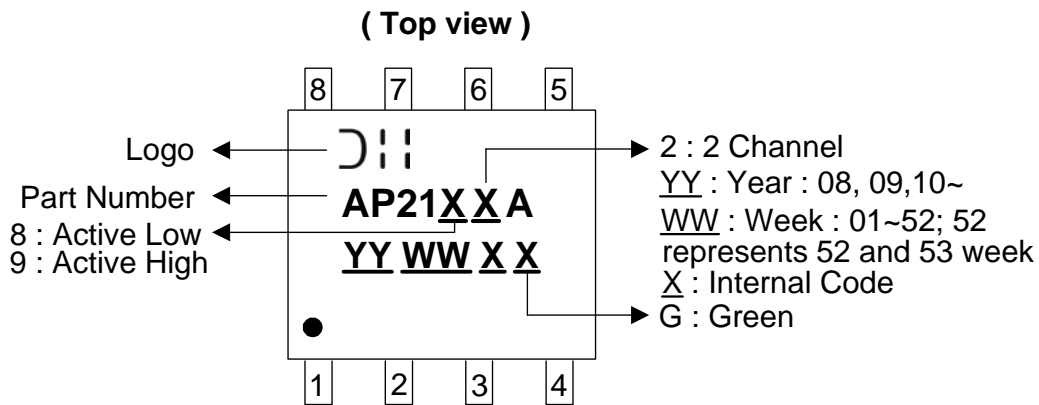 ( Top view )
8 7 6 5
Logo
Part Number
8 : Active Low
9 : Active High
AP21X X A
YY WW X X
2 : 2 Channel
YY : Year : 08, 09,10~
WW : Week : 01~52; 52
represents 52 and 53 week
X : Internal Code
G : Green
1 2 3 4